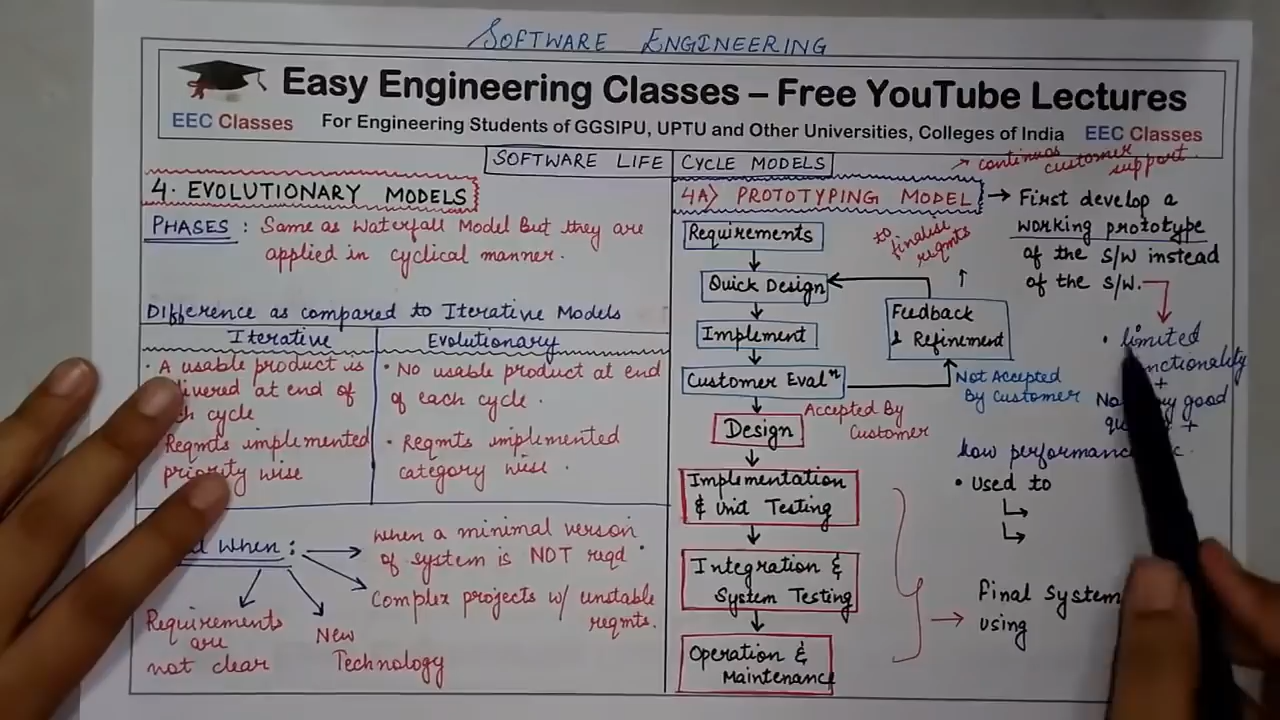 SOFTWARE ENGINEERING
Easy Engineering Classes – Free YouTube Lectures
EEC Classes For Engineering Students of GGSIPU, UPTU and Other Universities, Colleges of India EEC Classes
SOFTWARE LIFE CYCLE MODELS
4. EVOLUTIONARY MODELS
PHASES : Same as Waterfall Model But they are
applied in cyclical manner.
Difference as compared to Iterative Models
Iterative
• A usable product is
at end of
cycle
Reqmts implemented
priority wise
Evolutionary
• No usable product at end
of each cycle.
• Reqmts implemented
category wise.
When :
when a minimal version
of system is NOT reqd.
Complex projects w/ unstable
reqmts.
New
Technology
Requirements
are
not clear
→ continuos customer
support.
4A> PROTOTYPING MODEL → First develop a
working prototype
of the S/W instead
of the S/W.
• limited
+
good
+
low
• Used to
Requirements
Quick Design
Implement
Customer Evalⁿ
to
finalise
reqmts
Feedback
& Refinement
Not Accepted
By Customer
Accepted By
Customer
Design
Implementation
& Unit Testing
Integration &
System Testing
Operation &
Maintenance
Final System
using